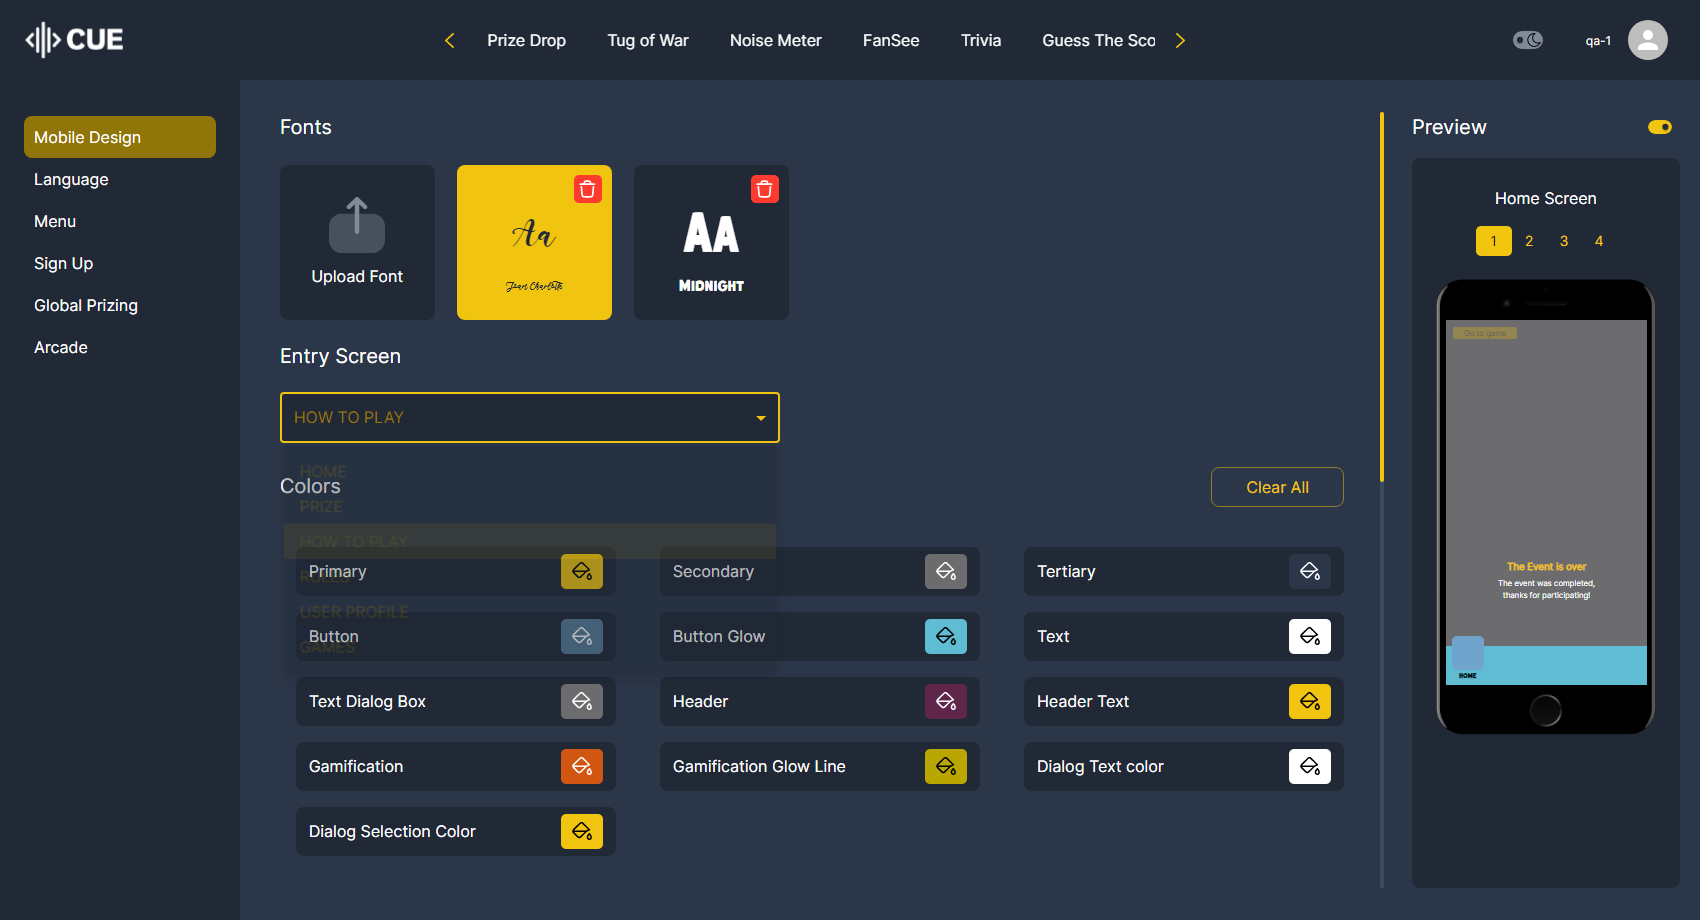 CUE
Prize Drop
Tug of War
Noise Meter
FanSee
Trivia
Guess The Sco
qa-1
Mobile Design
Language
Menu
Sign Up
Global Prizing
Arcade
Fonts
Upload Font
Aa
Jean Charlotte
AA
MIDNIGHT
Entry Screen
HOW TO PLAY
HOME
PRIZE
HOW TO PLAY
RULES
USER PROFILE
GAMES
Colors
Clear All
Primary
Secondary
Tertiary
Button
Button Glow
Text
Text Dialog Box
Header
Header Text
Gamification
Gamification Glow Line
Dialog Text color
Dialog Selection Color
Preview
Home Screen
1 2 3 4
Go to game
The Event is over
The event was completed,
thanks for participating!
HOME